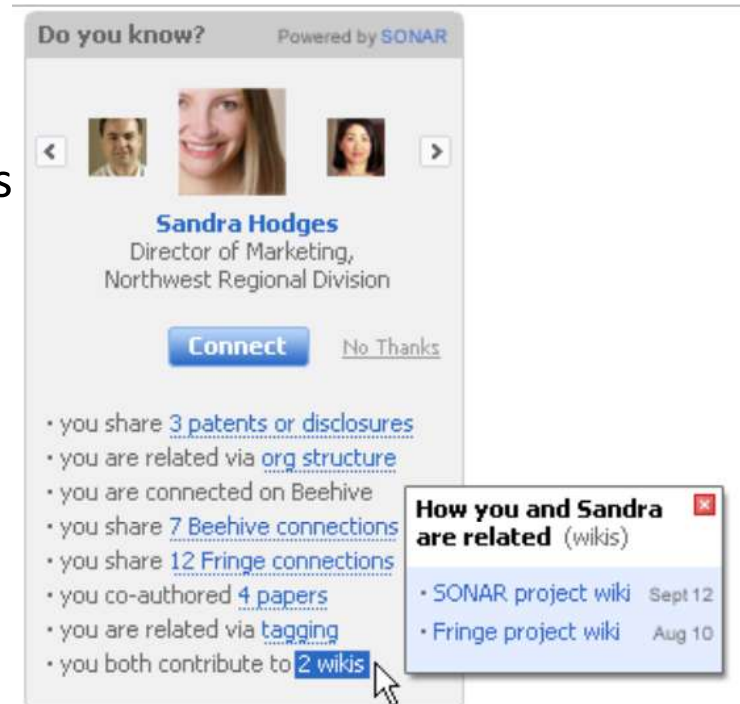 Do you know? Powered by SONAR
s
Sandra Hodges
Director of Marketing,
Northwest Regional Division
Connect No Thanks
• you share 3 patents or disclosures
• you are related via org structure
• you are connected on Beehive
• you share 7 Beehive connections
• you share 12 Fringe connections
• you co-authored 4 papers
• you are related via tagging
• you both contribute to 2 wikis
How you and Sandra
are related (wikis)
• SONAR project wiki Sept 12
• Fringe project wiki Aug 10